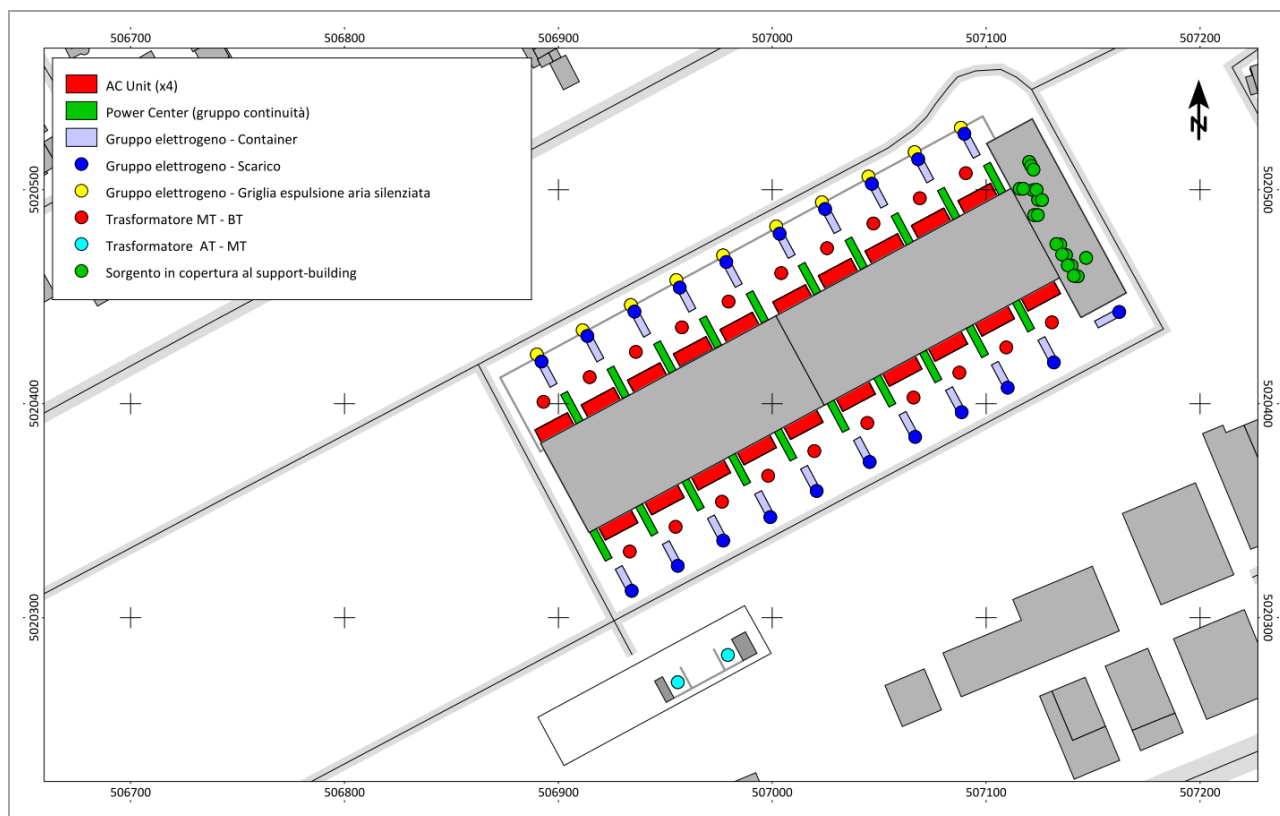 506700 506800 506900 507000 507100 507200
AC Unit (x4)
Power Center (gruppo continuità)
Gruppo elettrogeno - Container
Gruppo elettrogeno - Scarico
Gruppo elettrogeno - Griglia espulsione aria silenziata
Trasformatore MT - BT
Trasformatore AT - MT
Sorgento in copertura al support-building
N
5020500 5020500
5020400 5020400
5020300 5020300
506700 506800 506900 507000 507100 507200